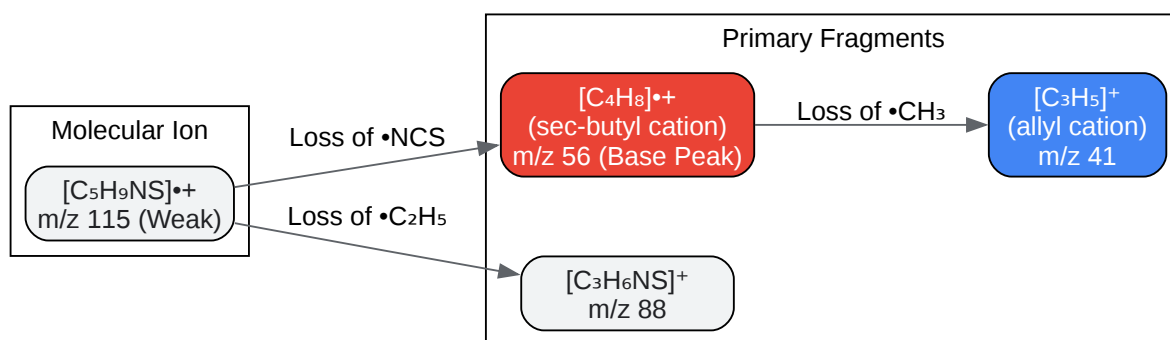 Primary Fragments
Molecular Ion
[C₅H₉NS]•+
m/z 115 (Weak)
Loss of •NCS
Loss of •C₂H₅
[C₄H₈]•+
(sec-butyl cation)
m/z 56 (Base Peak)
Loss of •CH₃
[C₃H₅]⁺
(allyl cation)
m/z 41
[C₃H₆NS]⁺
m/z 88